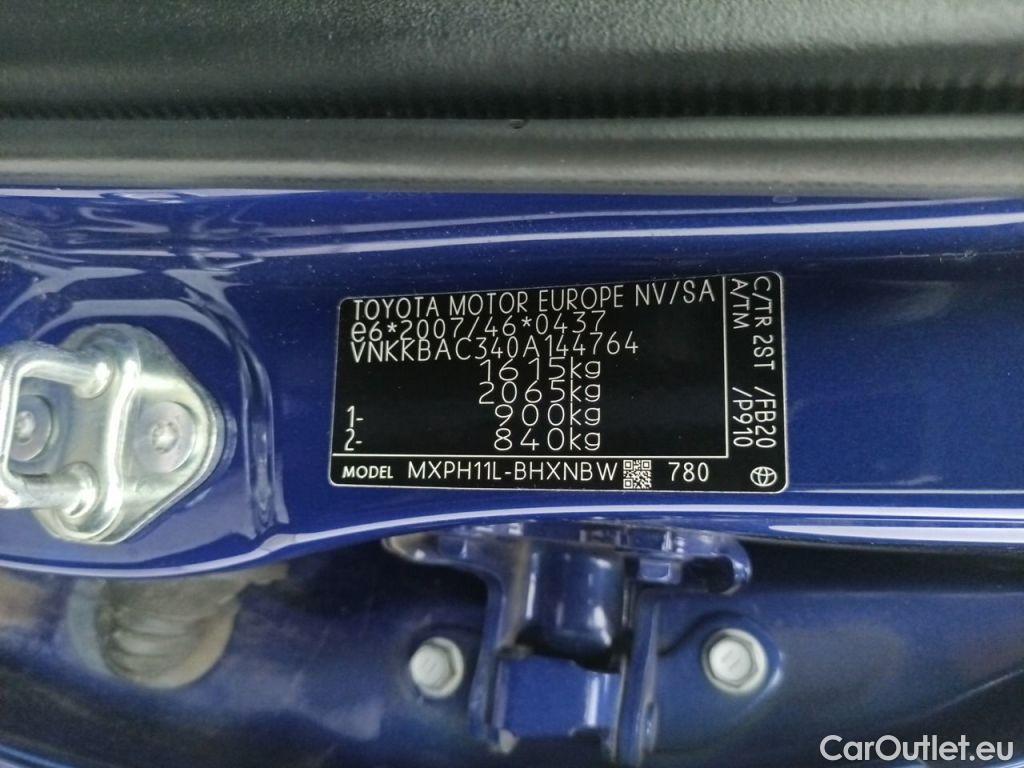 TOYOTA MOTOR EUROPE NV/SA
e6*2007/46*0437
VNKKBAC340A144764
1615kg
2065kg
1- 900kg
2- 840kg
MODEL MXPH11L-BHXNBW 780
C/TR 2ST /FB20
A/TM /P910
CarOutlet.eu